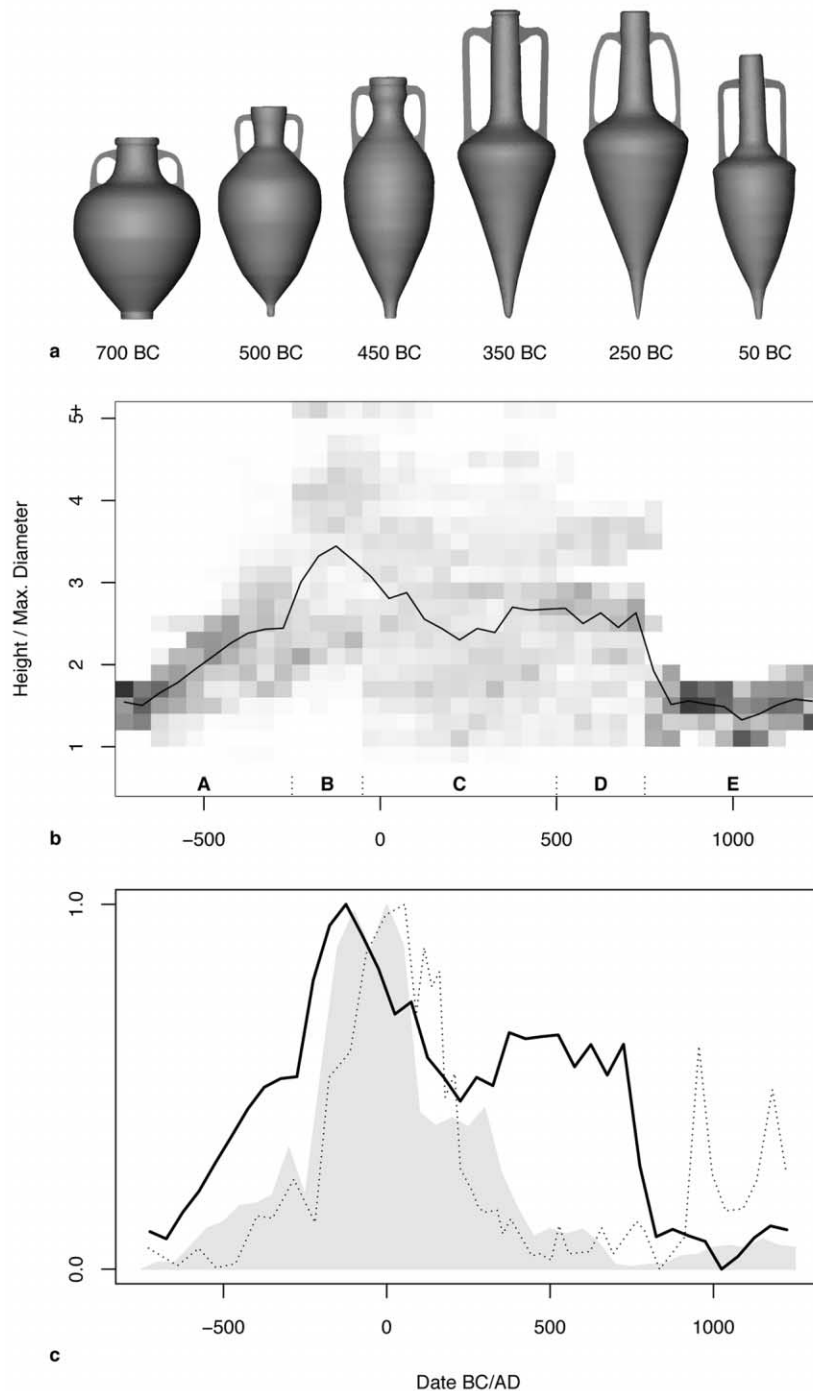 a 700 BC 500 BC 450 BC 350 BC 250 BC 50 BC
5+
4
3
2
1
Height / Max. Diameter
A B C D E
b −500 0 500 1000
1.0
0.0
−500 0 500 1000
c
Date BC/AD